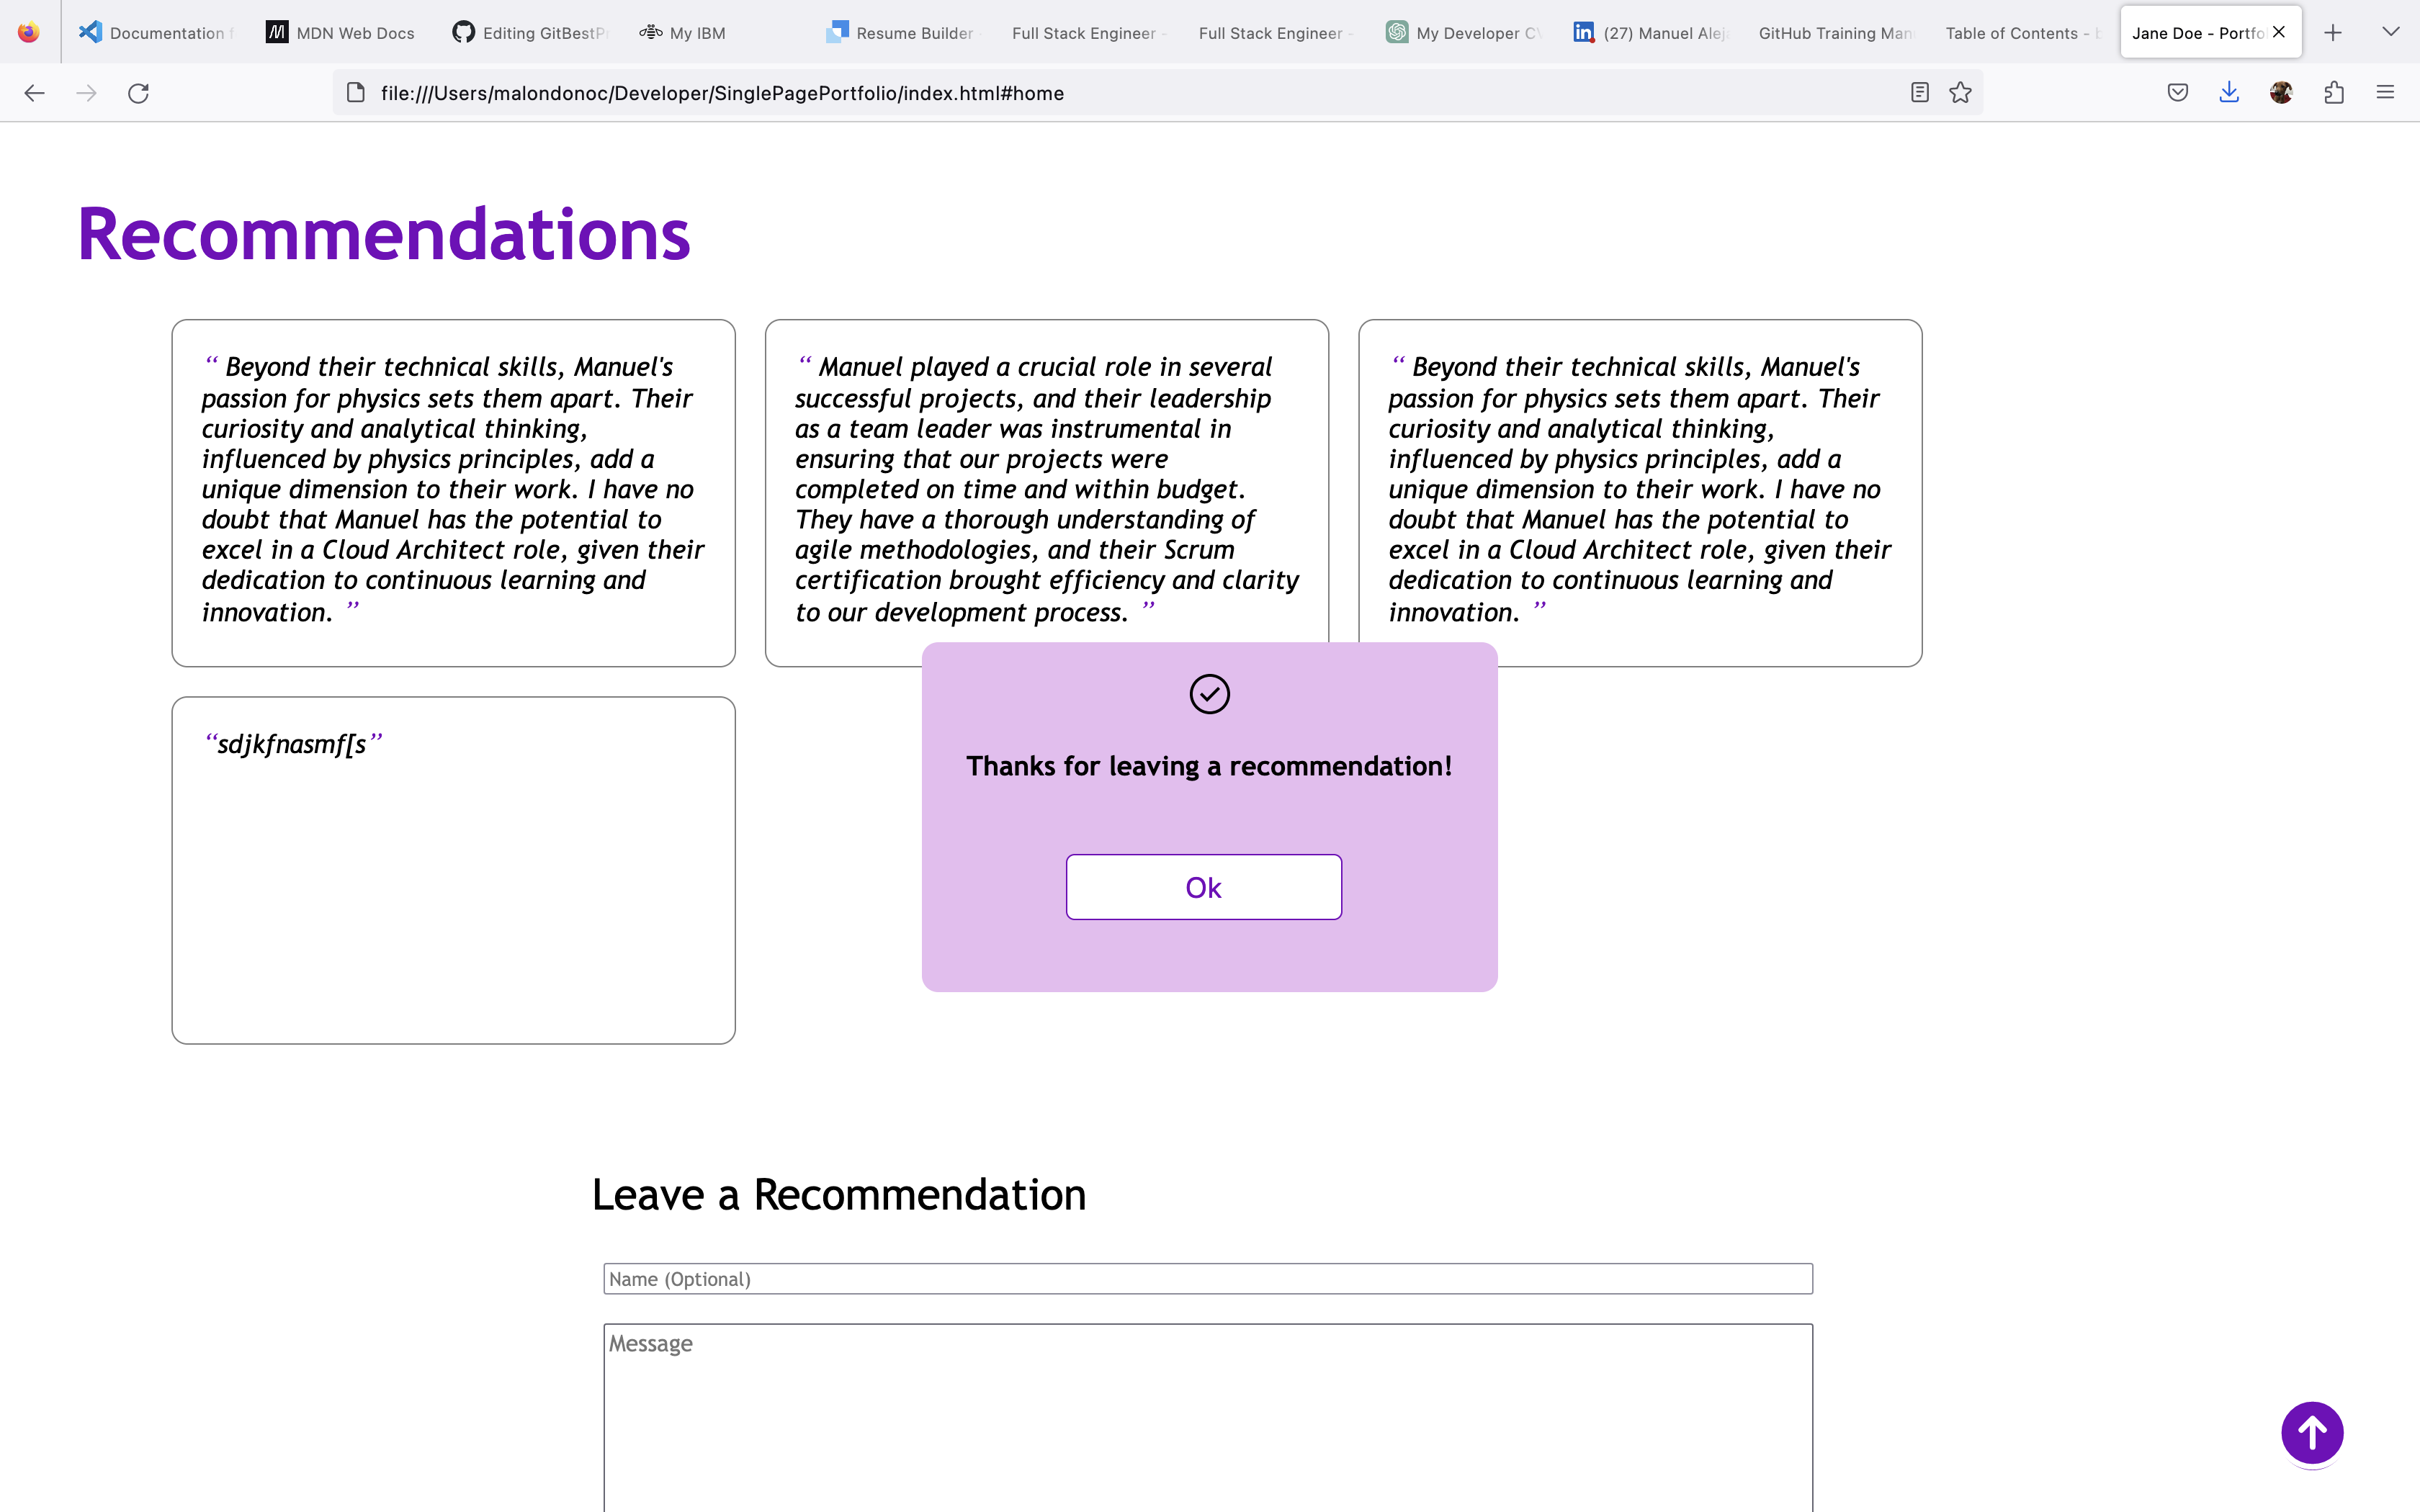 Documentation f
MDN Web Docs
Editing GitBestPr
My IBM
Resume Builder -
Full Stack Engineer -
Full Stack Engineer -
My Developer CV
(27) Manuel Alej
GitHub Training Man
Table of Contents - b
Jane Doe - Portfo
file:///Users/malondonoc/Developer/SinglePagePortfolio/index.html#home
Recommendations
“ Beyond their technical skills, Manuel's
passion for physics sets them apart. Their
curiosity and analytical thinking,
influenced by physics principles, add a
unique dimension to their work. I have no
doubt that Manuel has the potential to
excel in a Cloud Architect role, given their
dedication to continuous learning and
innovation. ”
“ Manuel played a crucial role in several
successful projects, and their leadership
as a team leader was instrumental in
ensuring that our projects were
completed on time and within budget.
They have a thorough understanding of
agile methodologies, and their Scrum
certification brought efficiency and clarity
to our development process. ”
“ Beyond their technical skills, Manuel's
passion for physics sets them apart. Their
curiosity and analytical thinking,
influenced by physics principles, add a
unique dimension to their work. I have no
doubt that Manuel has the potential to
excel in a Cloud Architect role, given their
dedication to continuous learning and
innovation. ”
“sdjkfnasmf[s”
Thanks for leaving a recommendation!
Ok
Leave a Recommendation
Name (Optional)
Message